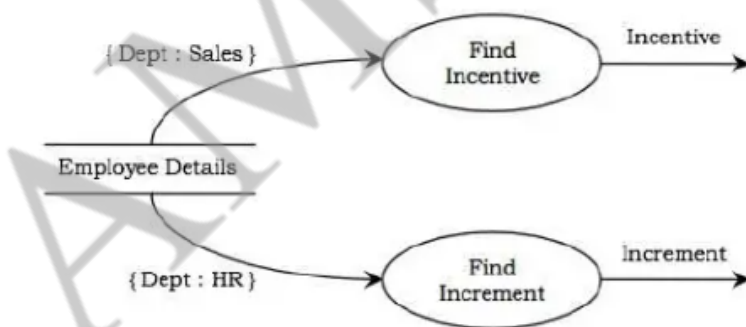 { Dept : Sales }
Find
Incentive
Incentive
Employee Details
{ Dept : HR }
Find
Increment
Increment